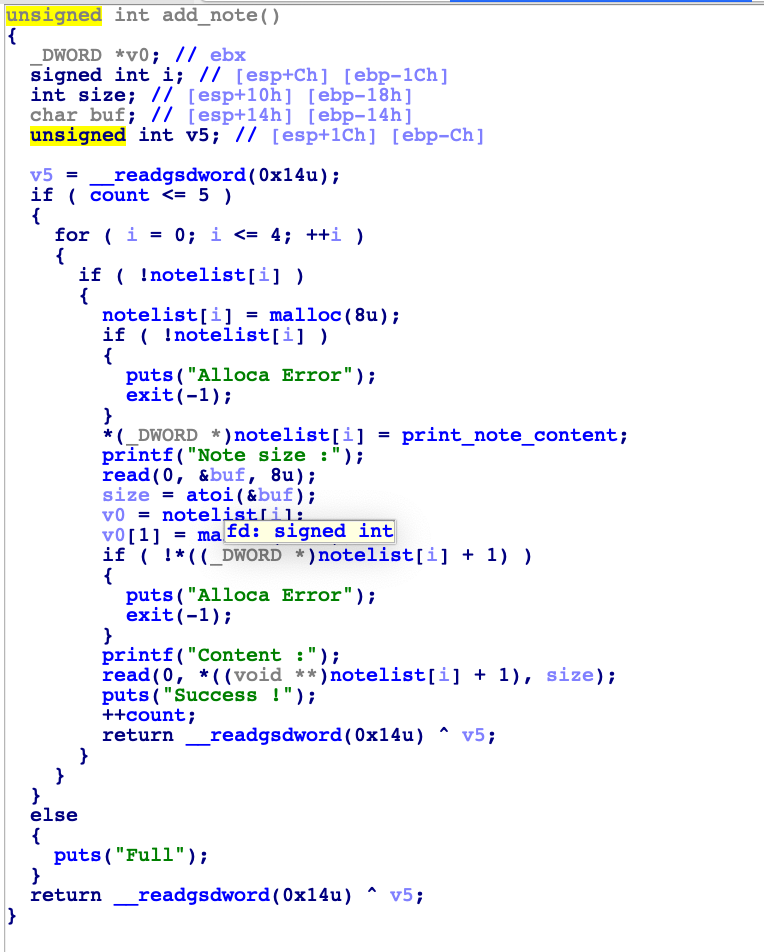 unsigned int add_note()
{
  _DWORD *v0; // ebx
  signed int i; // [esp+Ch] [ebp-1Ch]
  int size; // [esp+10h] [ebp-18h]
  char buf; // [esp+14h] [ebp-14h]
  unsigned int v5; // [esp+1Ch] [ebp-Ch]

  v5 = __readgsdword(0x14u);
  if ( count <= 5 )
  {
    for ( i = 0; i <= 4; ++i )
    {
      if ( !notelist[i] )
      {
        notelist[i] = malloc(8u);
        if ( !notelist[i] )
        {
          puts("Alloca Error");
          exit(-1);
        }
        *(_DWORD *)notelist[i] = print_note_content;
        printf("Note size :");
        read(0, &buf, 8u);
        size = atoi(&buf);
        v0 = notelist[i];
        v0[1] = ma
fd: signed int
        if ( !*((_DWORD *)notelist[i] + 1) )
        {
          puts("Alloca Error");
          exit(-1);
        }
        printf("Content :");
        read(0, *((void **)notelist[i] + 1), size);
        puts("Success !");
        ++count;
        return __readgsdword(0x14u) ^ v5;
      }
    }
  }
  else
  {
    puts("Full");
  }
  return __readgsdword(0x14u) ^ v5;
}